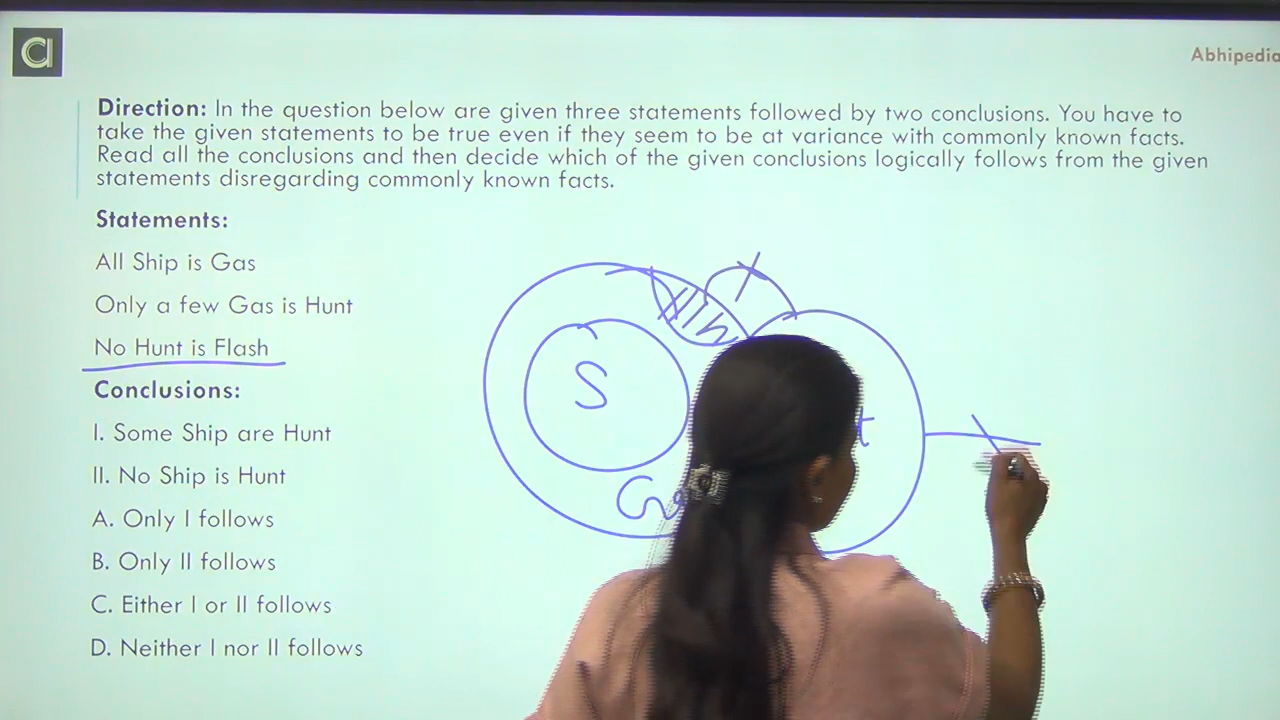 Abhipedia
Direction: In the question below are given three statements followed by two conclusions. You have to
take the given statements to be true even if they seem to be at variance with commonly known facts.
Read all the conclusions and then decide which of the given conclusions logically follows from the given
statements disregarding commonly known facts.
Statements:
All Ship is Gas
Only a few Gas is Hunt
No Hunt is Flash
Conclusions:
I. Some Ship are Hunt
II. No Ship is Hunt
A. Only I follows
B. Only II follows
C. Either I or II follows
D. Neither I nor II follows
S